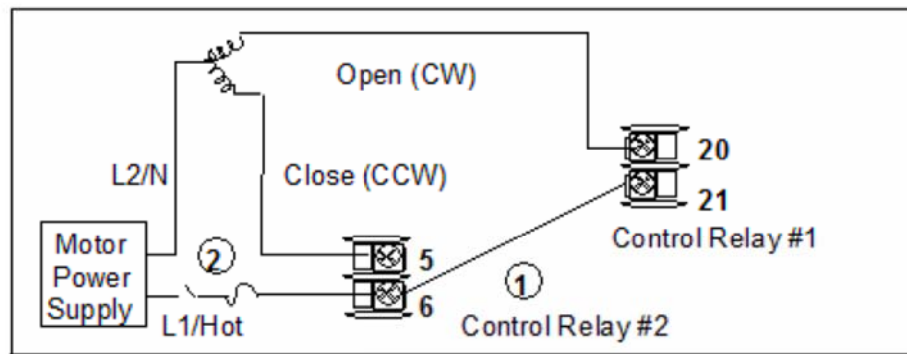 Open (CW)
20
L2/N
Close (CCW)
21
Control Relay #1
Motor
Power
Supply
2
5
1
6
L1/Hot
Control Relay #2